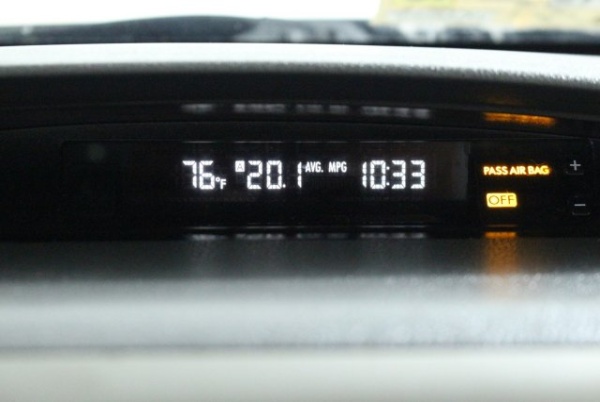 76°F A 20.1 AVG. MPG 10:33
PASS AIR BAG
OFF
+
−